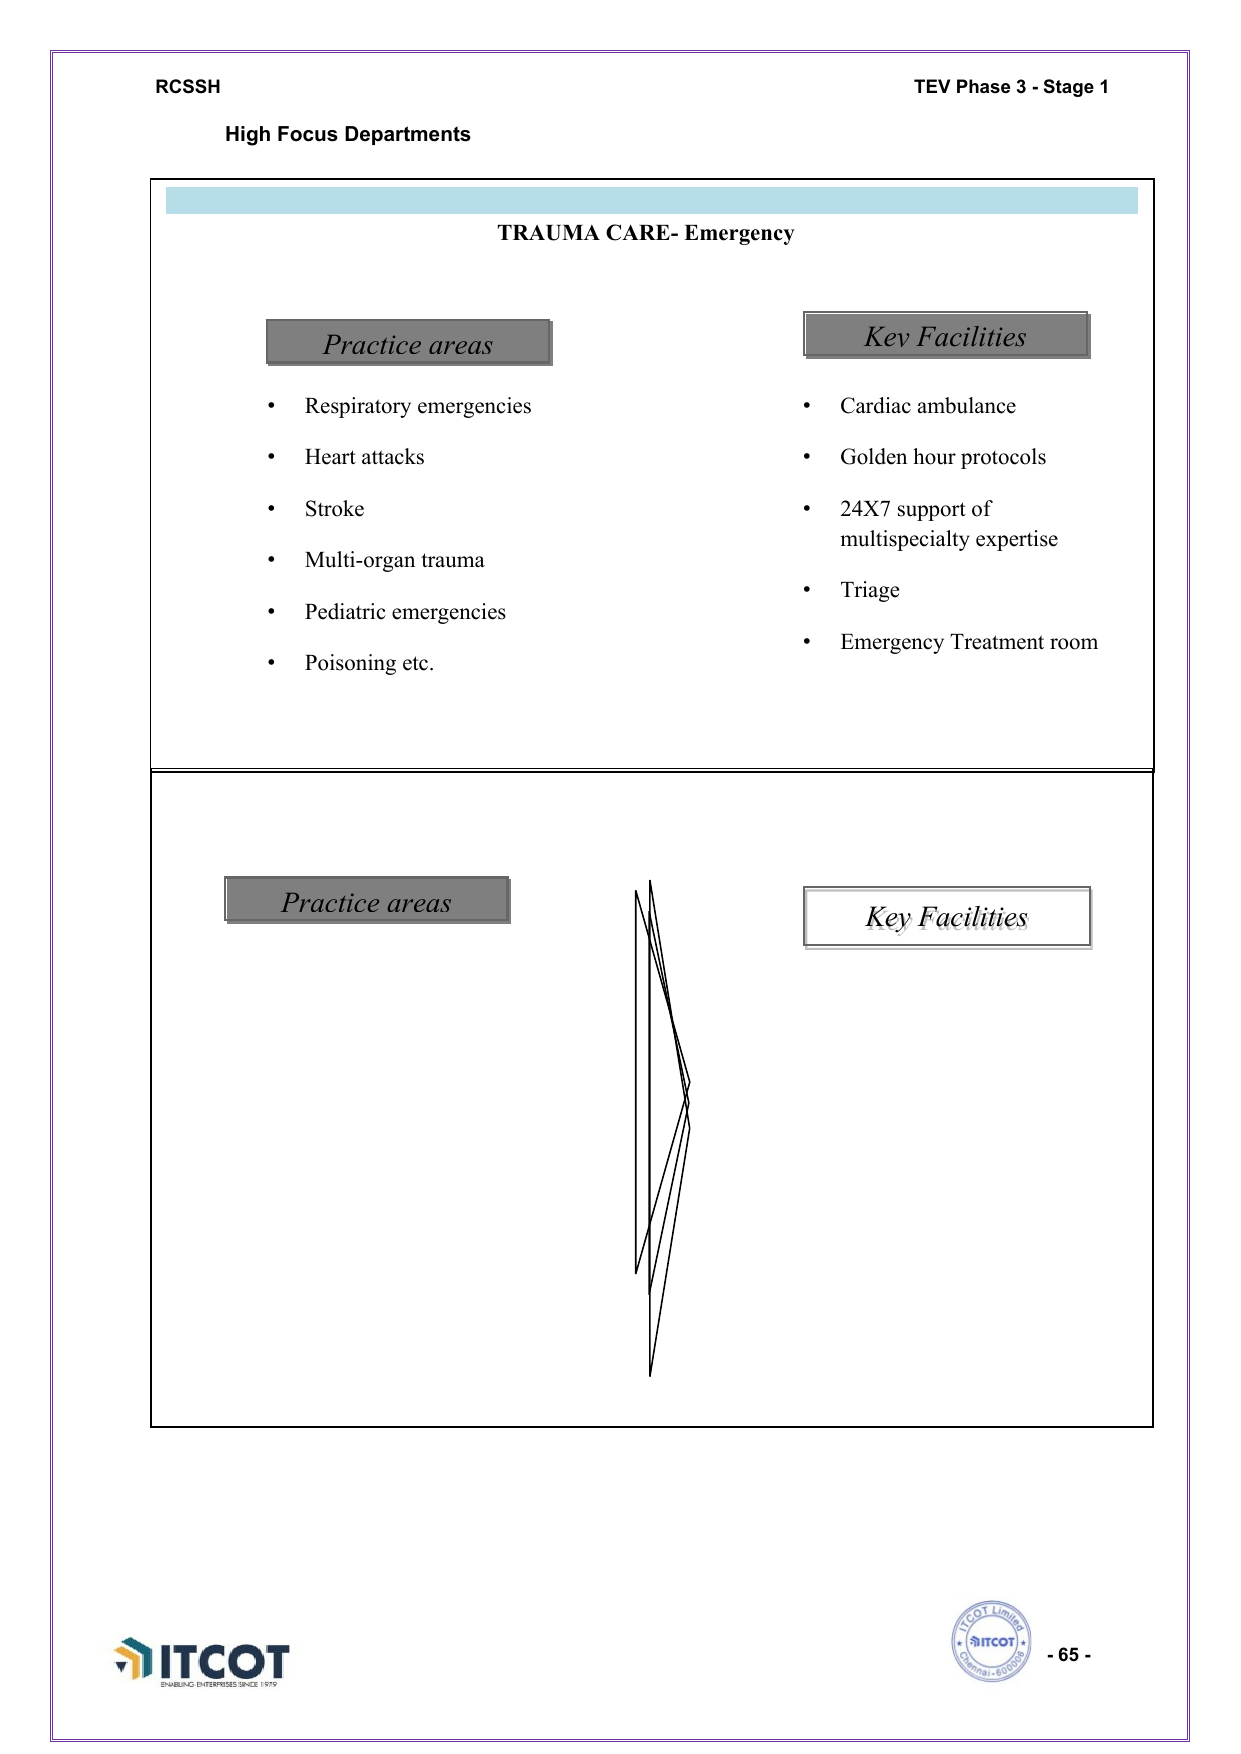 RCSSH TEV Phase 3 - Stage 1
High Focus Departments
TRAUMA CARE- Emergency
Practice areas
• Respiratory emergencies
• Heart attacks
• Stroke
• Multi-organ trauma
• Pediatric emergencies
• Poisoning etc.
Key Facilities
• Cardiac ambulance
• Golden hour protocols
• 24X7 support of
multispecialty expertise
• Triage
• Emergency Treatment room
Practice areas
Key Facilities
ITCOT
ENABLING ENTERPRISES SINCE 1979
ITCOT Limited
ITCOT
Chennai-600006
- 65 -